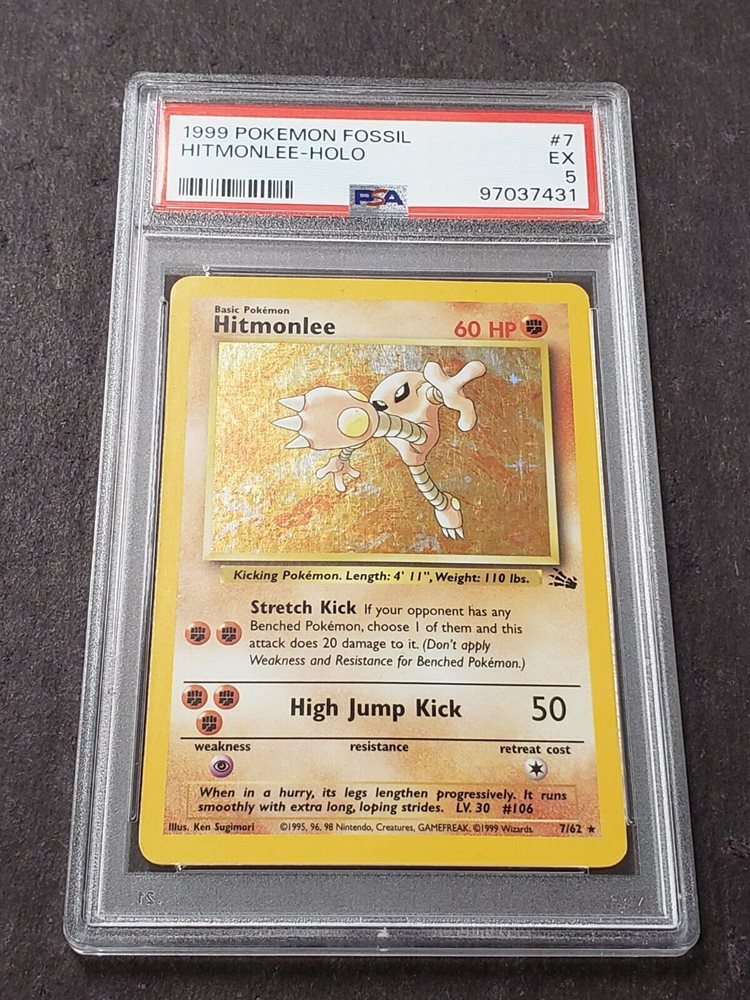 1999 POKEMON FOSSIL #7
HITMONLEE-HOLO EX
5
PSA 97037431
Basic Pokémon
Hitmonlee 60 HP
Kicking Pokémon. Length: 4' 11", Weight: 110 lbs.
Stretch Kick If your opponent has any
Benched Pokémon, choose 1 of them and this
attack does 20 damage to it. (Don't apply
Weakness and Resistance for Benched Pokémon.)
High Jump Kick 50
weakness resistance retreat cost
When in a hurry, its legs lengthen progressively. It runs
smoothly with extra long, loping strides. LV. 30 #106
Illus. Ken Sugimori ©1995, 96, 98 Nintendo, Creatures, GAMEFREAK. ©1999 Wizards. 7/62 ★